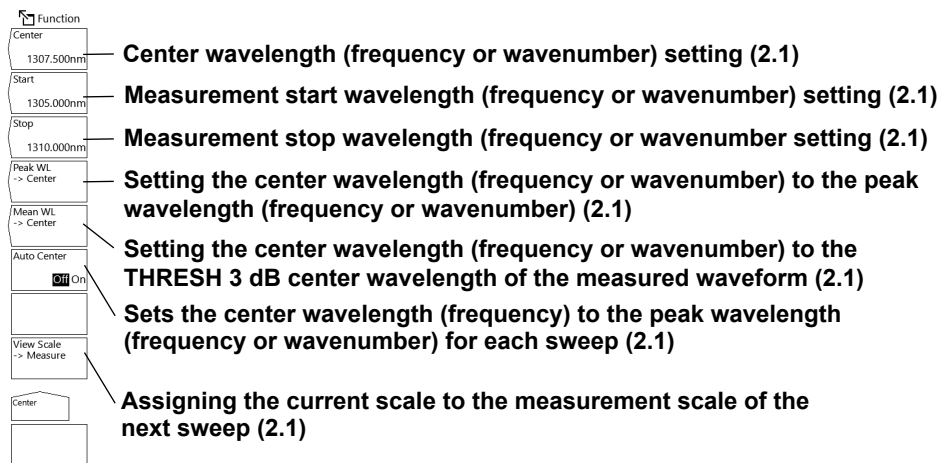 Function
Center
1307.500nm
Center wavelength (frequency or wavenumber) setting (2.1)
Start
1305.000nm
Measurement start wavelength (frequency or wavenumber) setting (2.1)
Stop
1310.000nm
Measurement stop wavelength (frequency or wavenumber setting (2.1)
Peak WL
-> Center
Setting the center wavelength (frequency or wavenumber) to the peak
wavelength (frequency or wavenumber) (2.1)
Mean WL
-> Center
Setting the center wavelength (frequency or wavenumber) to the
THRESH 3 dB center wavelength of the measured waveform (2.1)
Auto Center
Off On
Sets the center wavelength (frequency) to the peak wavelength
(frequency or wavenumber) for each sweep (2.1)
View Scale
-> Measure
Assigning the current scale to the measurement scale of the
next sweep (2.1)
Center